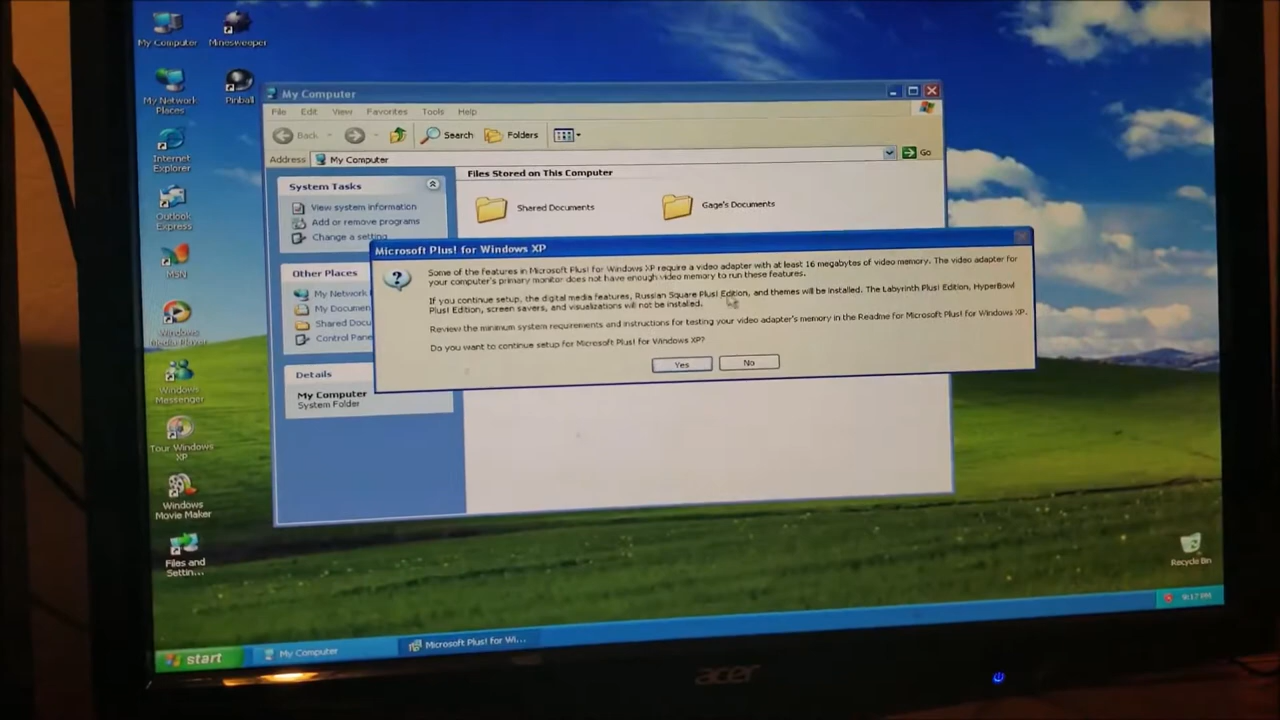 My Computer
Minesweeper
My Network
Places
Pinball
Internet
Explorer
Outlook
Express
MSN
Windows
Media Player
Windows
Messenger
Tour Windows
XP
Windows
Movie Maker
Files and
Settin...
My Computer
File Edit View Favorites Tools Help
Back Search Folders
Address My Computer Go
System Tasks
View system information
Add or remove programs
Change a setting
Other Places
My Network
My Documen
Shared Docu
Control Pane
Details
My Computer
System Folder
Files Stored on This Computer
Shared Documents
Gage's Documents
Microsoft Plus! for Windows XP
Some of the features in Microsoft Plus! for Windows XP require a video adapter with at least 16 megabytes of video memory. The video adapter for
your computer's primary monitor does not have enough video memory to run these features.
If you continue setup, the digital media features, Russian Square Plus! Edition, and themes will be installed. The Labyrinth Plus! Edition, HyperBowl
Plus! Edition, screen savers, and visualizations will not be installed.
Review the minimum system requirements and instructions for testing your video adapter's memory in the Readme for Microsoft Plus! for Windows XP.
Do you want to continue setup for Microsoft Plus! for Windows XP?
Yes No
Recycle Bin
start
My Computer
Microsoft Plus! for Wi...
9:17 PM
acer